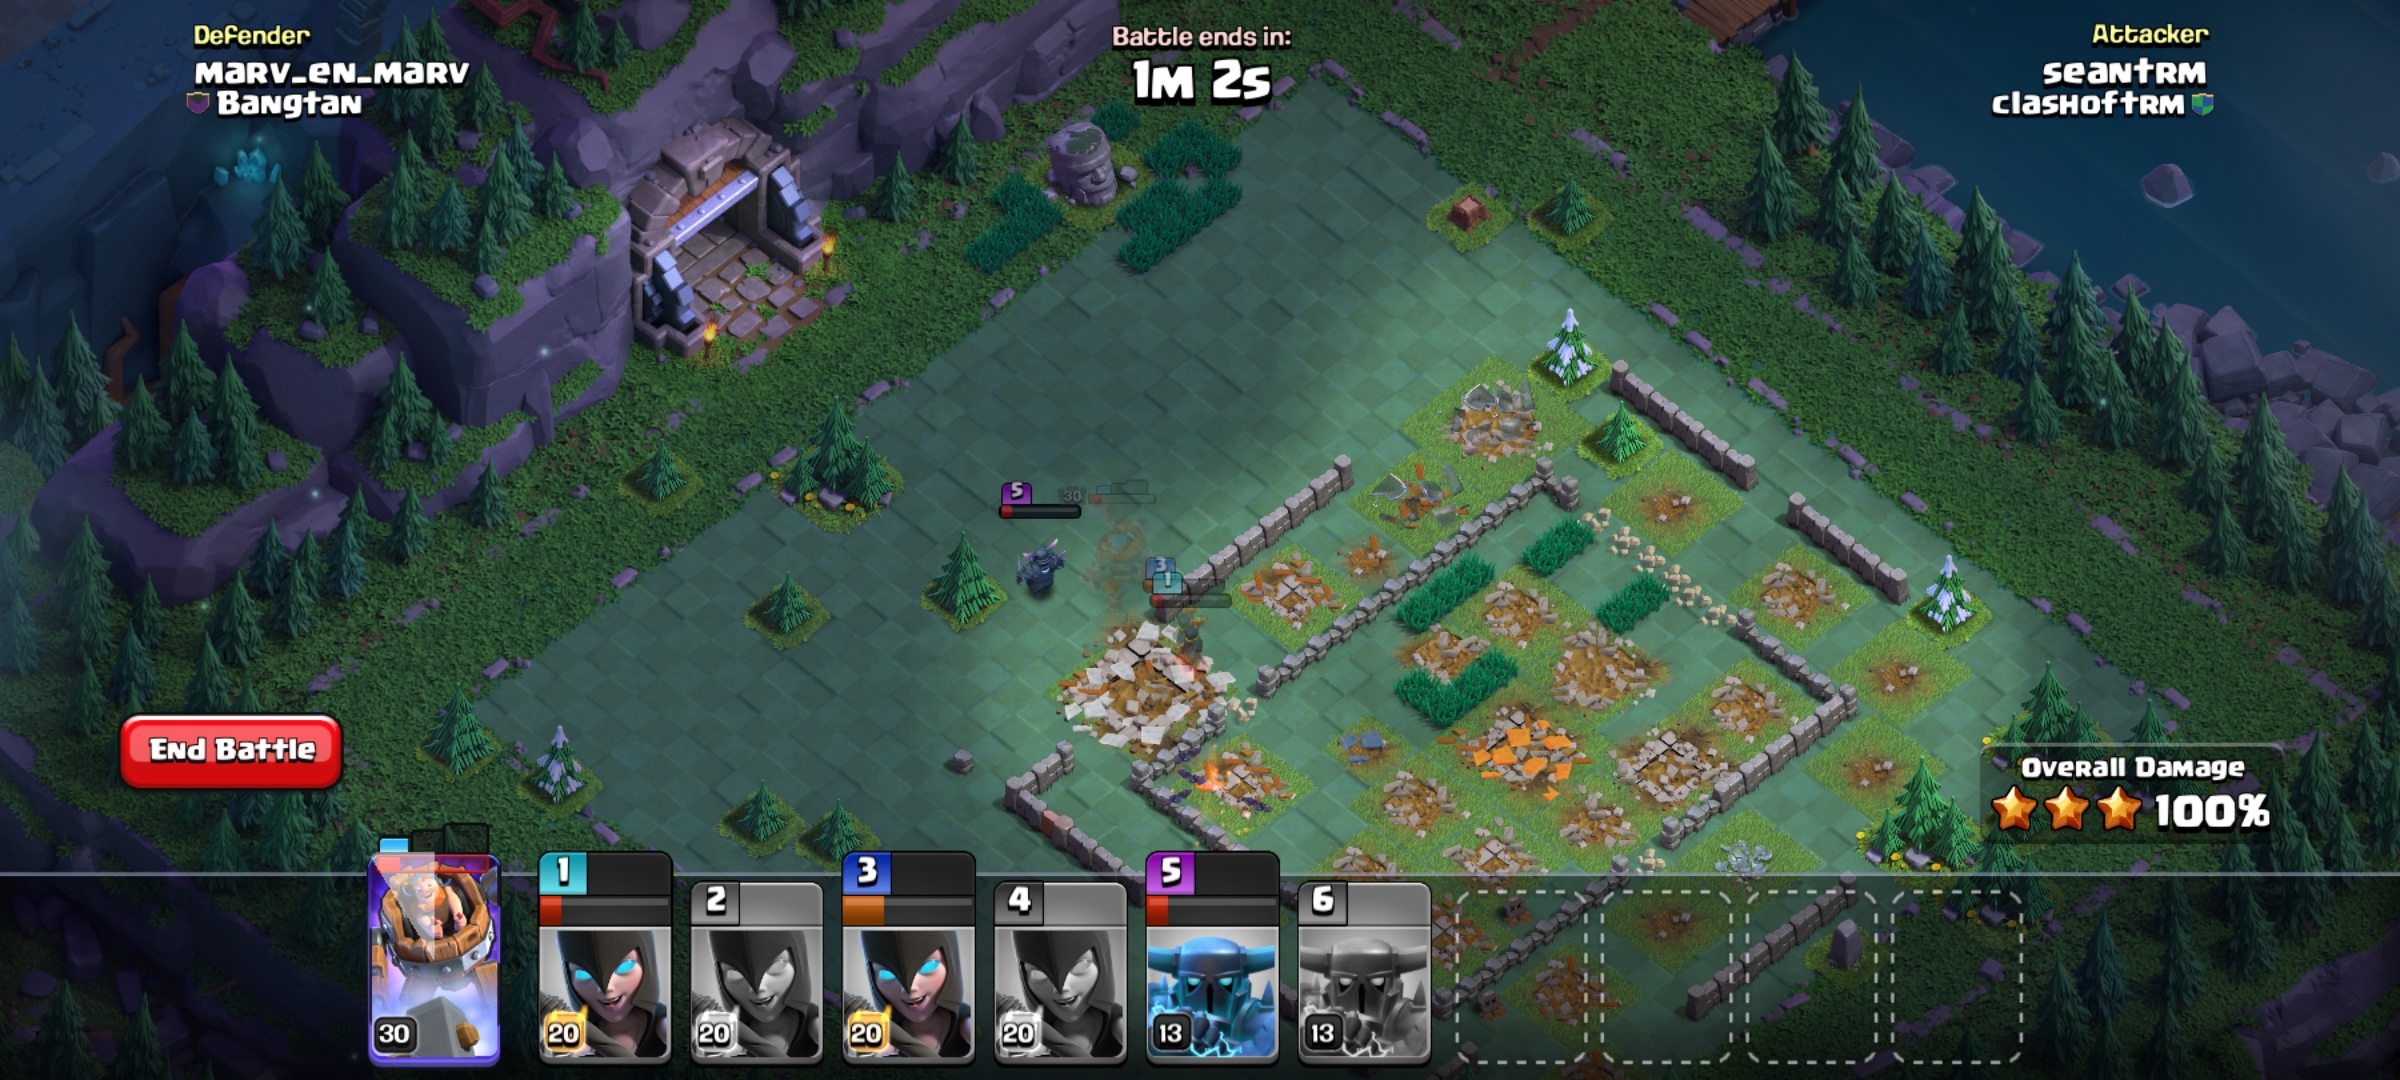 Defender
marv_en_marv
Bangtan
Battle ends in:
1M 2s
Attacker
seantRM
clashoftRM
5
30
3
1
End Battle
Overall Damage
100%
30
1
20
2
20
3
20
4
20
5
13
6
13